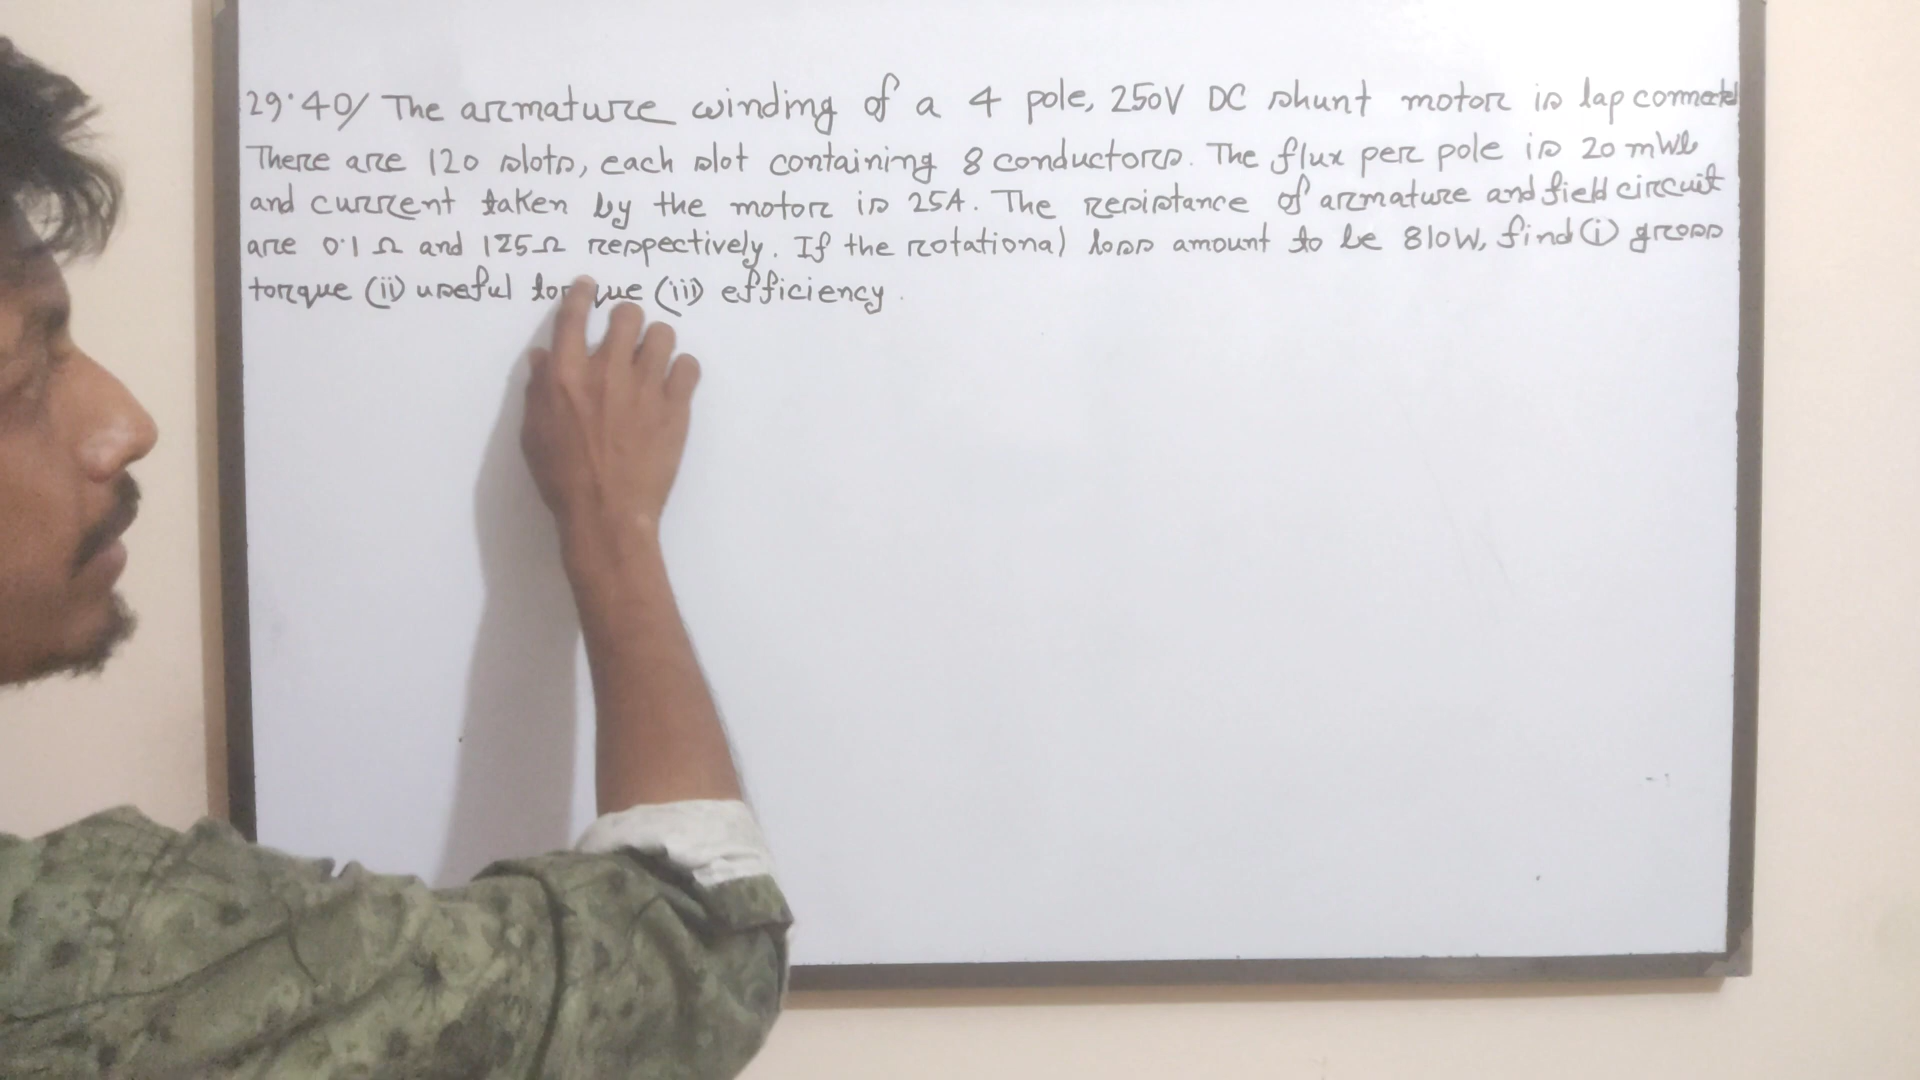 29.40/ The armature winding of a 4 pole, 250V DC shunt motor is lap connected
There are 120 slots, each slot containing 8 conductors. The flux per pole is 20 mWb
and current taken by the motor is 25A. The resistance of armature and field circuit
are 0.1 Ω and 125Ω respectively. If the rotational loss amount to be 810W, find (i) gross
torque (ii) useful torque (iii) efficiency.